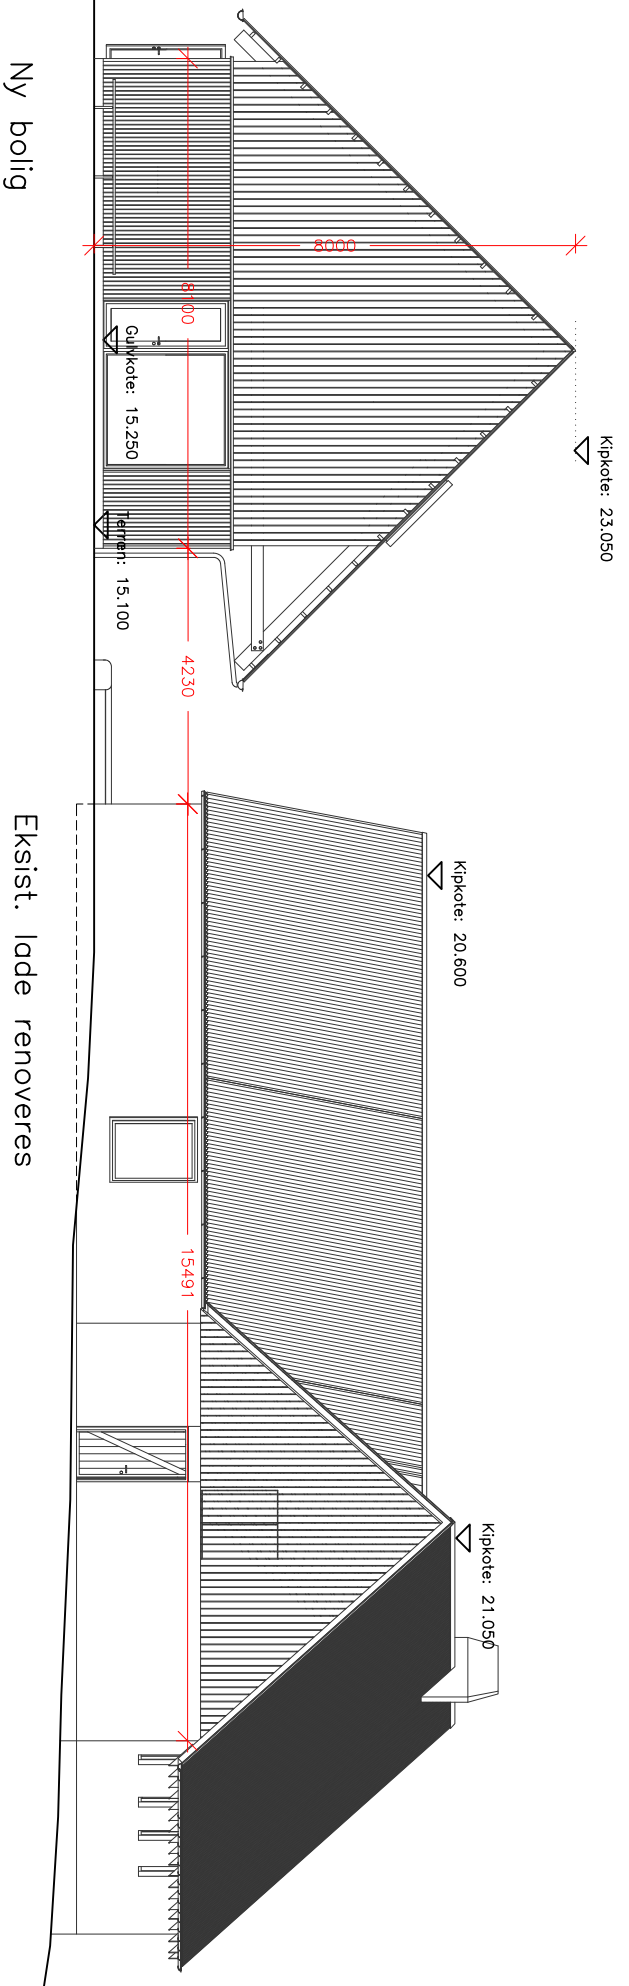 Kipkote: 23.050
8000
8100
Gulvkote: 15.250
Terræn: 15.100
4230
Kipkote: 20.600
15491
Kipkote: 21.050
Ny bolig
Eksist. lade renoveres